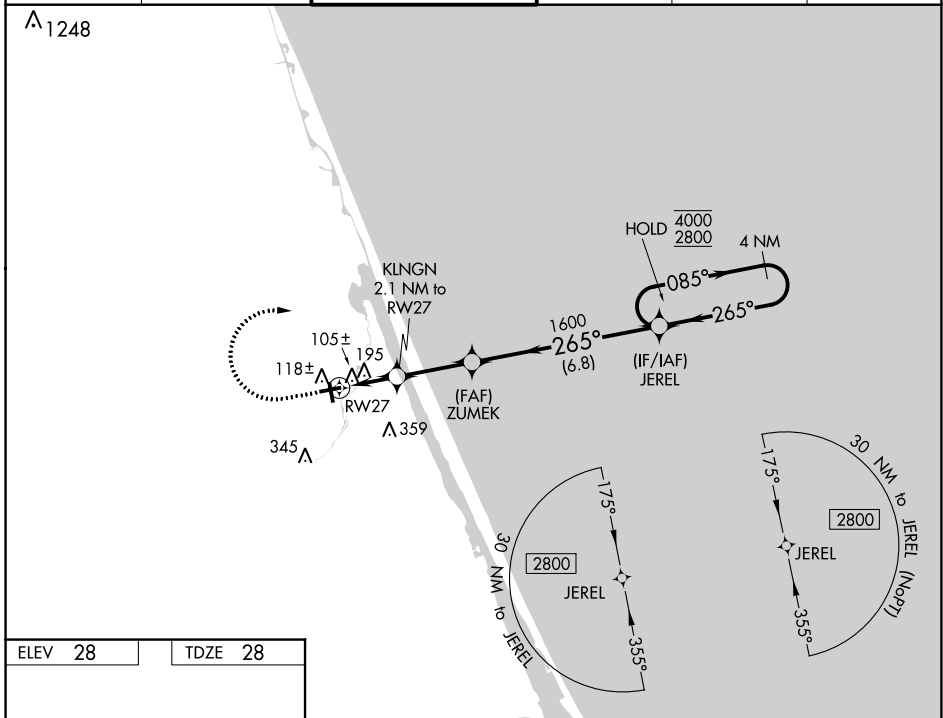 1248
HOLD 4000
2800
4 NM
085°
265°
KLNGN
2.1 NM to
RW27
1600
265°
(6.8)
(IF/IAF)
JEREL
(FAF)
ZUMEK
105±
195
118±
RW27
359
345
175°
30 NM to JEREL
2800
JEREL
355°
175°
30 NM to JEREL (NoPT)
2800
JEREL
355°
ELEV 28
TDZE 28